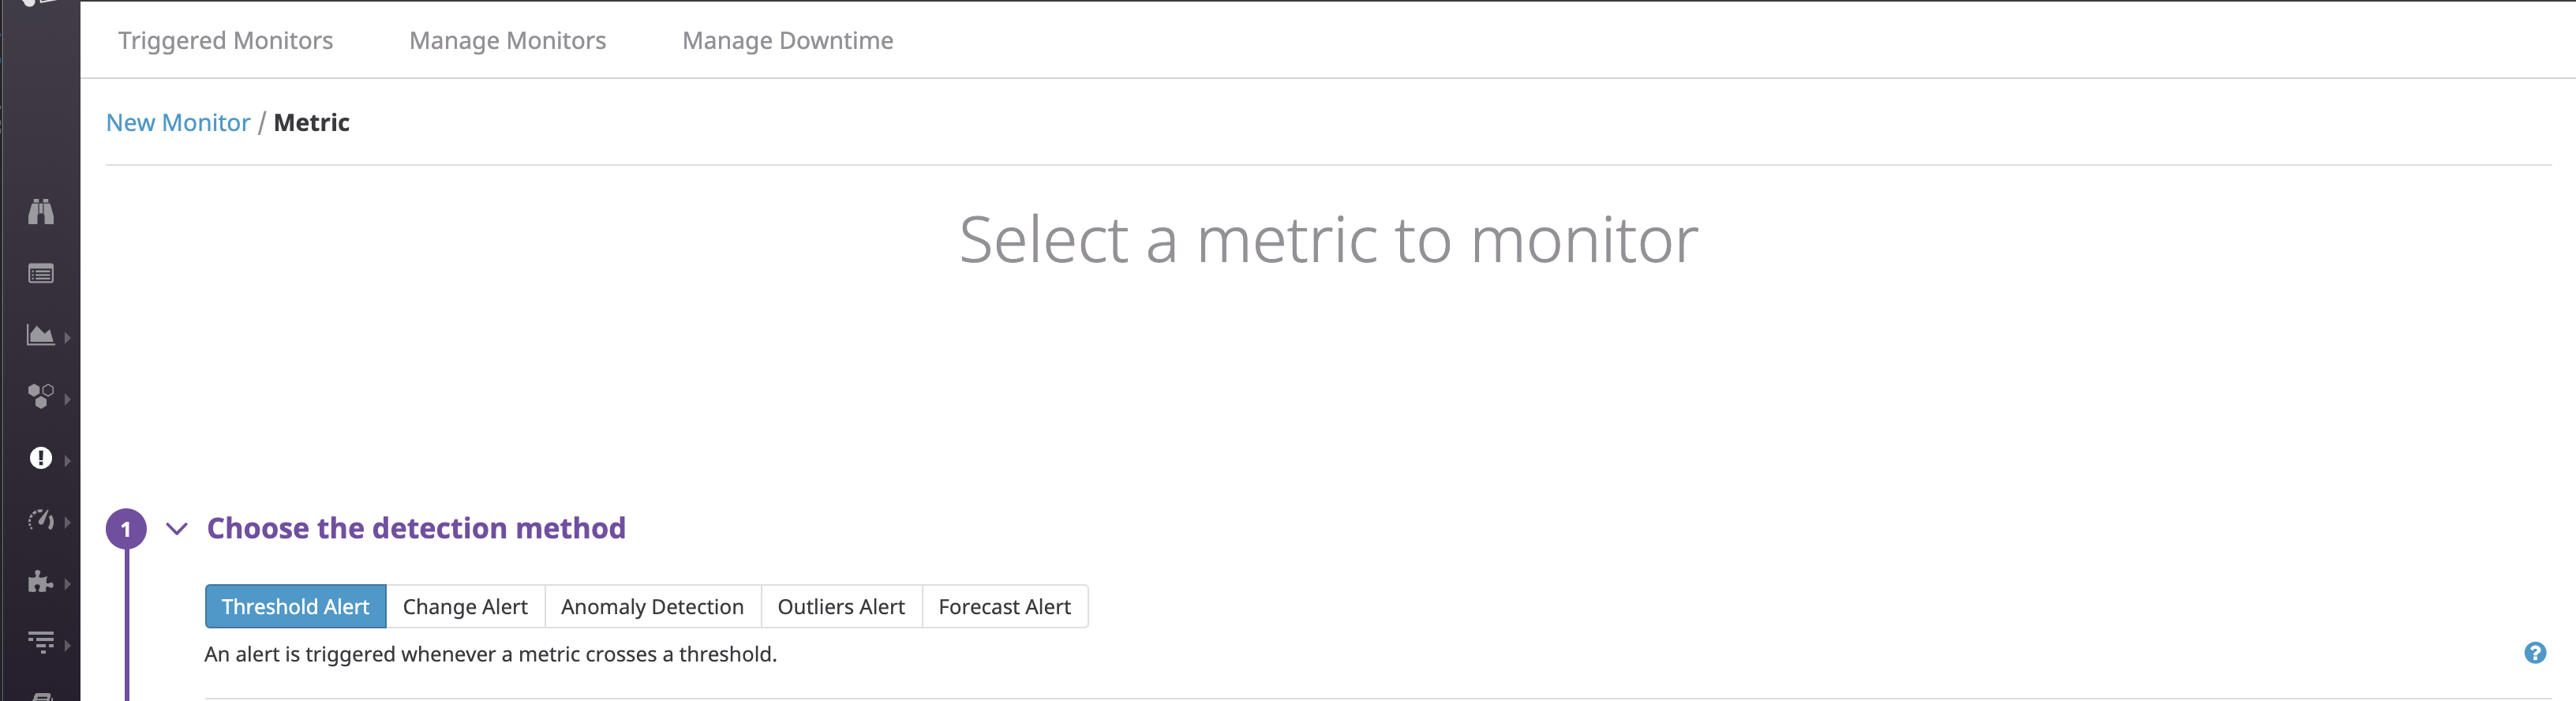 Triggered Monitors Manage Monitors Manage Downtime
New Monitor / Metric
Select a metric to monitor
1 Choose the detection method
Threshold Alert Change Alert Anomaly Detection Outliers Alert Forecast Alert
An alert is triggered whenever a metric crosses a threshold.